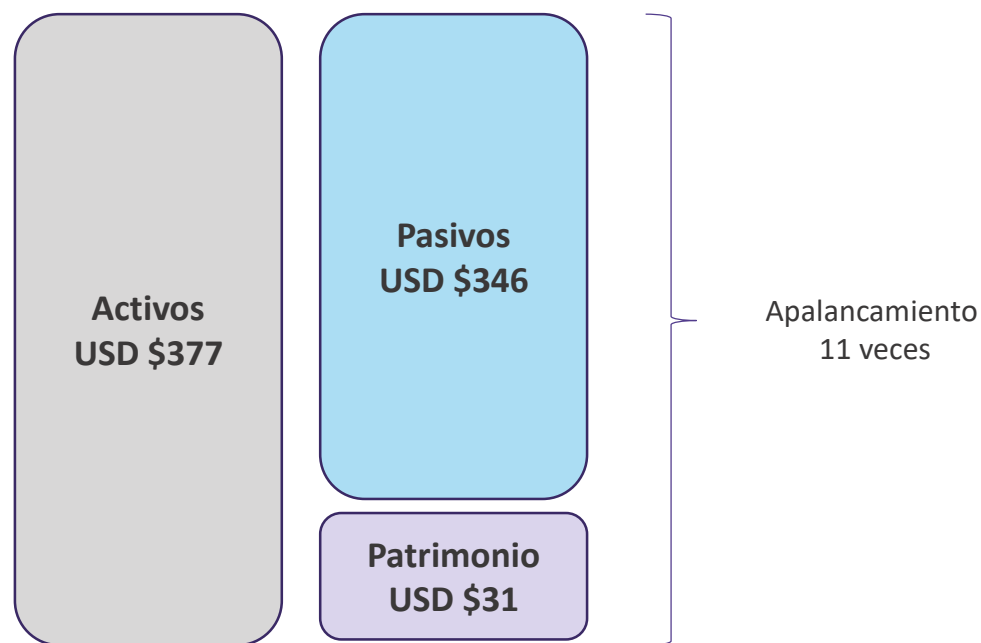 Activos
USD $377
Pasivos
USD $346
Patrimonio
USD $31
Apalancamiento
11 veces